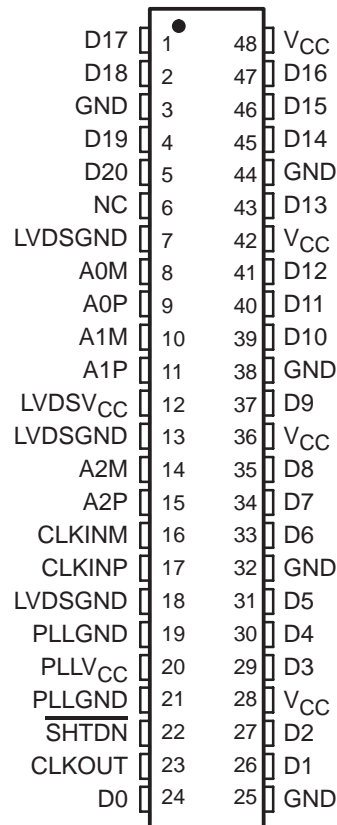 D17 1 48 VCC
D18 2 47 D16
GND 3 46 D15
D19 4 45 D14
D20 5 44 GND
NC 6 43 D13
LVDSGND 7 42 VCC
A0M 8 41 D12
A0P 9 40 D11
A1M 10 39 D10
A1P 11 38 GND
LVDSVCC 12 37 D9
LVDSGND 13 36 VCC
A2M 14 35 D8
A2P 15 34 D7
CLKINM 16 33 D6
CLKINP 17 32 GND
LVDSGND 18 31 D5
PLLGND 19 30 D4
PLLVCC 20 29 D3
PLLGND 21 28 VCC
SHTDN 22 27 D2
CLKOUT 23 26 D1
D0 24 25 GND